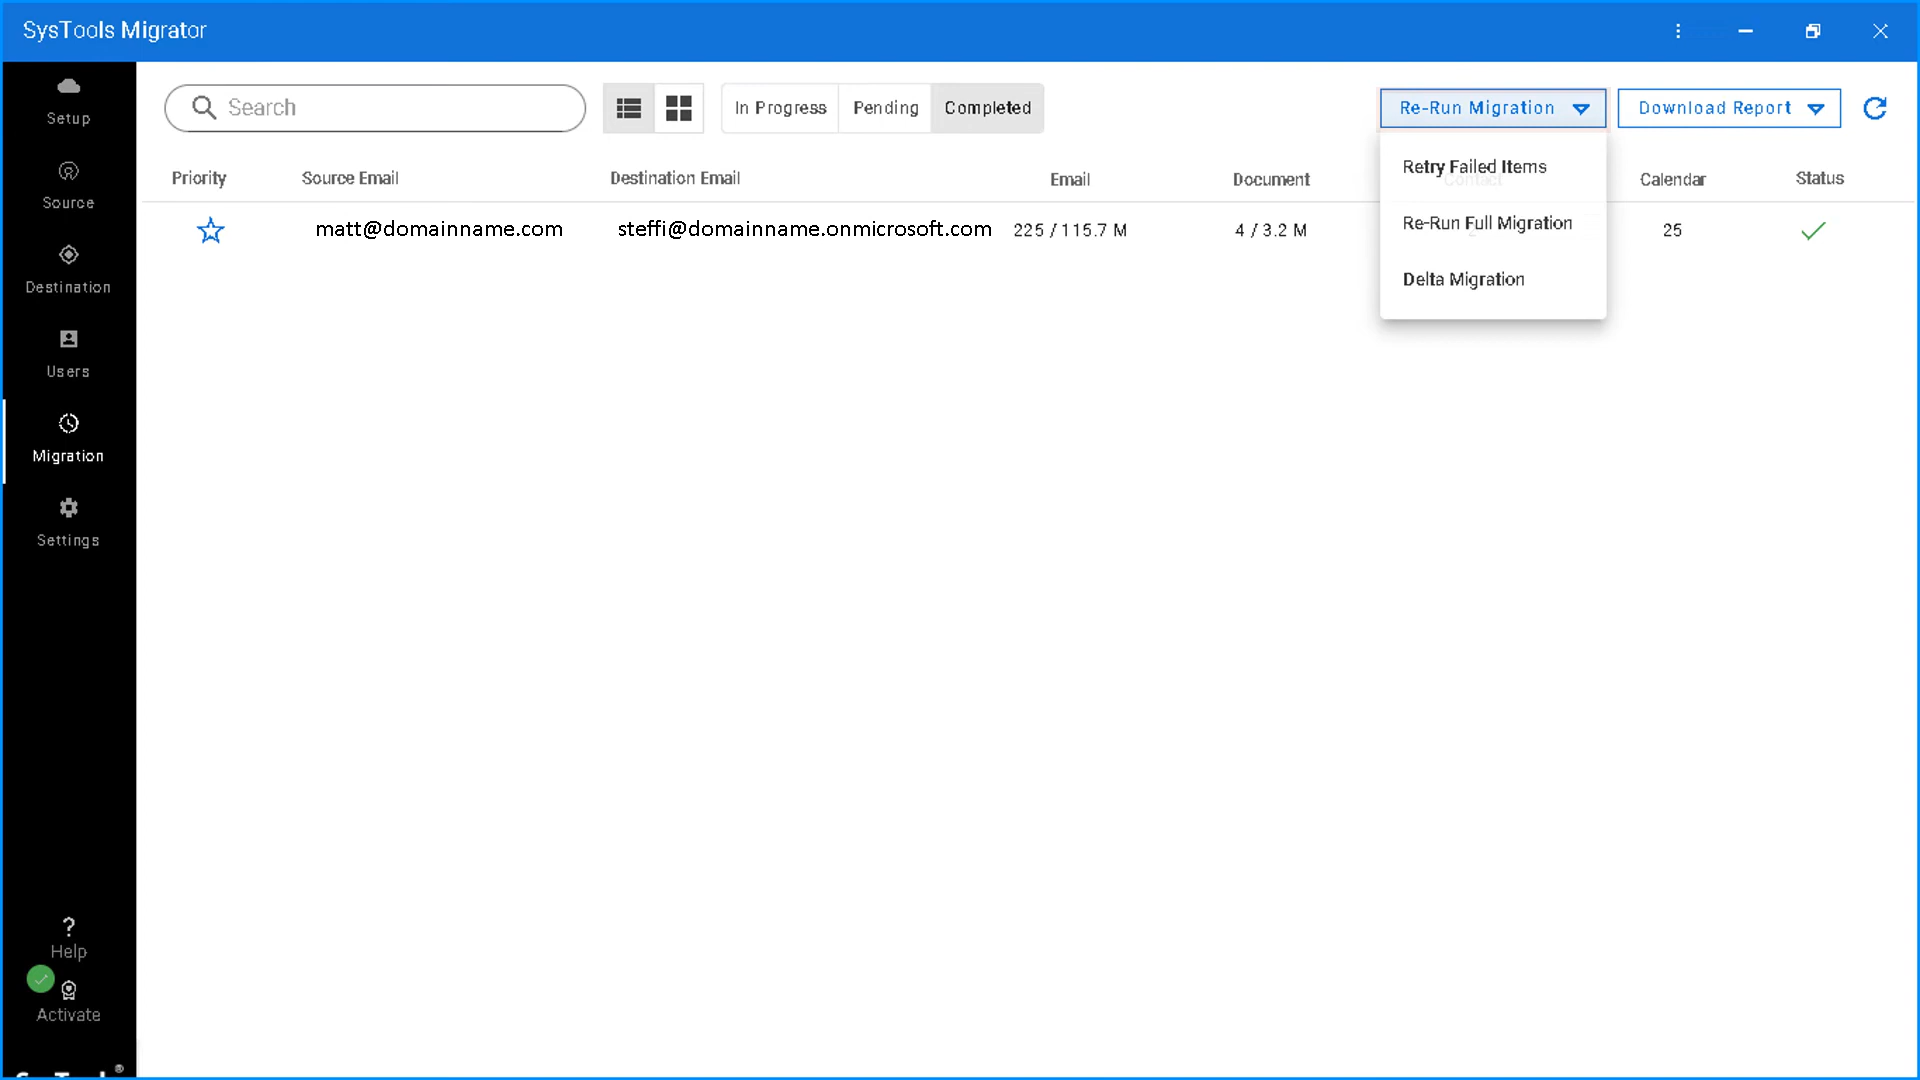 SysTools Migrator
Setup
Source
Destination
Users
Migration
Settings
Help
Activate
Search
In Progress
Pending
Completed
Re-Run Migration
Download Report
Retry Failed Items
Re-Run Full Migration
Delta Migration
Priority Source Email Destination Email Email Document Contact Calendar Status
matt@domainname.com steffi@domainname.onmicrosoft.com 225 / 115.7 M 4 / 3.2 M 25